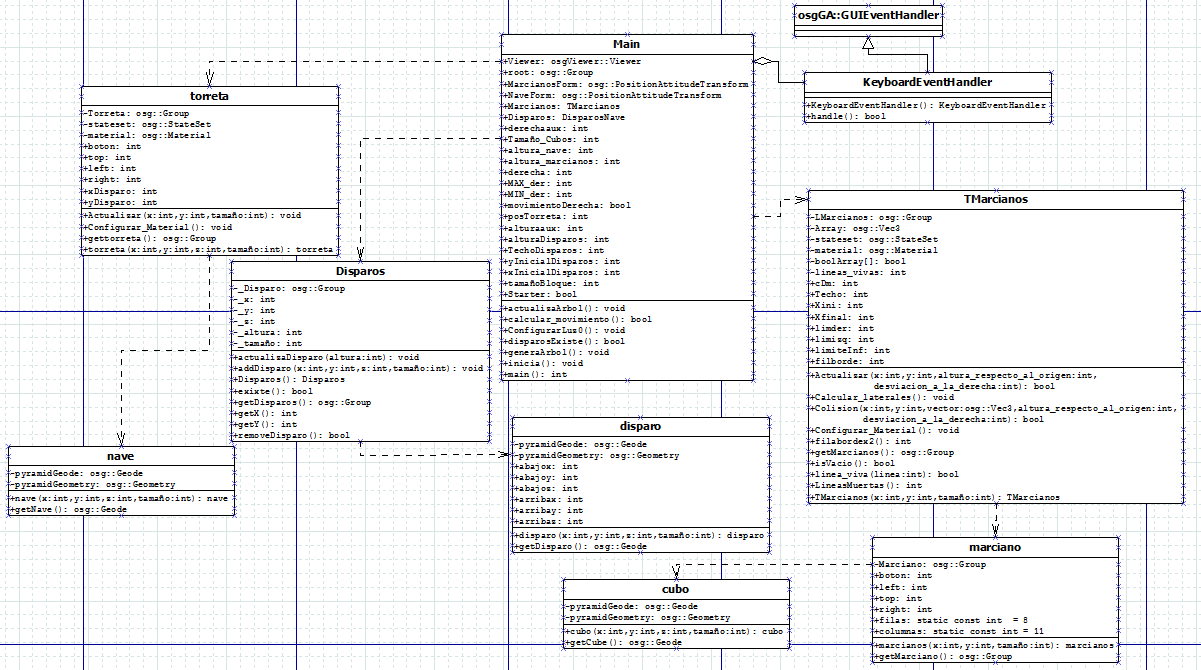 osgGA::GUIEventHandler
Main
+Viewer: osgViewer::Viewer
+root: osg::Group
+MarcianosForm: osg::PositionAttitudeTransform
+NaveForm: osg::PositionAttitudeTransform
+Marcianos: TMarcianos
+Disparos: DisparosNave
+derechaaux: int
+Tamaño_Cubos: int
+altura_nave: int
+altura_marcianos: int
+derecha: int
+MAX_der: int
+MIN_der: int
+movimientoDerecha: bool
+posTorreta: int
+alturaaux: int
+alturaDisparos: int
+TechoDisparos: int
+yInicialDisparos: int
+xInicialDisparos: int
+tamañoBloque: int
+Starter: bool
+actualizaArbol(): void
+calcular_movimiento(): bool
+ConfigurarLuz0(): void
+disparosExiste(): bool
+generaArbol(): void
+inicia(): void
+main(): int
KeyboardEventHandler
+KeyboardEventHandler(): KeyboardEventHandler
+handle(): bool
torreta
-Torreta: osg::Group
-stateset: osg::StateSet
-material: osg::Material
+boton: int
+top: int
+left: int
+right: int
+xDisparo: int
+yDisparo: int
+Actualizar(x:int,y:int,tamaño:int): void
+Configurar_Material(): void
+gettorreta(): osg::Group
+torreta(x:int,y:int,z:int,tamaño:int): torreta
TMarcianos
-LMarcianos: osg::Group
-Array: osg::Vec3
-stateset: osg::StateSet
-material: osg::Material
-boolArray[]: bool
-lineas_vivas: int
+cDm: int
+Techo: int
+Xini: int
+Xfinal: int
+limder: int
+limizq: int
+limiteInf: int
+filborde: int
+Actualizar(x:int,y:int,altura_respecto_al_origen:int,
desviacion_a_la_derecha:int): bool
+Calcular_laterales(): void
+Colision(x:int,y:int,vector:osg::Vec3,altura_respecto_al_origen:int,
desviacion_a_la_derecha:int): bool
+Configurar_Material(): void
+filabordex2(): int
+getMarcianos(): osg::Group
+isVacio(): bool
+linea_viva(linea:int): bool
+LineasMuertas(): int
+TMarcianos(x:int,y:int,tamaño:int): TMarcianos
Disparos
-_Disparo: osg::Group
-_x: int
-_y: int
-_z: int
-_altura: int
-_tamaño: int
+actualizaDisparo(altura:int): void
+addDisparo(x:int,y:int,z:int,tamaño:int): void
+Disparos(): Disparos
+exixte(): bool
+getDisparos(): osg::Group
+getX(): int
+getY(): int
+removeDisparo(): bool
disparo
-pyramidGeode: osg::Geode
-pyramidGeometry: osg::Geometry
+abajox: int
+abajoy: int
+abajoz: int
+arribax: int
+arribay: int
+arribaz: int
+disparo(x:int,y:int,z:int,tamaño:int): disparo
+getDisparo(): osg::Geode
nave
-pyramidGeode: osg::Geode
-pyramidGeometry: osg::Geometry
+nave(x:int,y:int,z:int,tamaño:int): nave
+getNave(): osg::Geode
marciano
-Marciano: osg::Group
+boton: int
+left: int
+top: int
+right: int
+filas: static const int = 8
+columnas: static const int = 11
+marcianos(x:int,y:int,tamaño:int): marcianos
+getMarciano(): osg::Group
cubo
-pyramidGeode: osg::Geode
-pyramidGeometry: osg::Geometry
+cubo(x:int,y:int,z:int,tamaño:int): cubo
+getCube(): osg::Geode